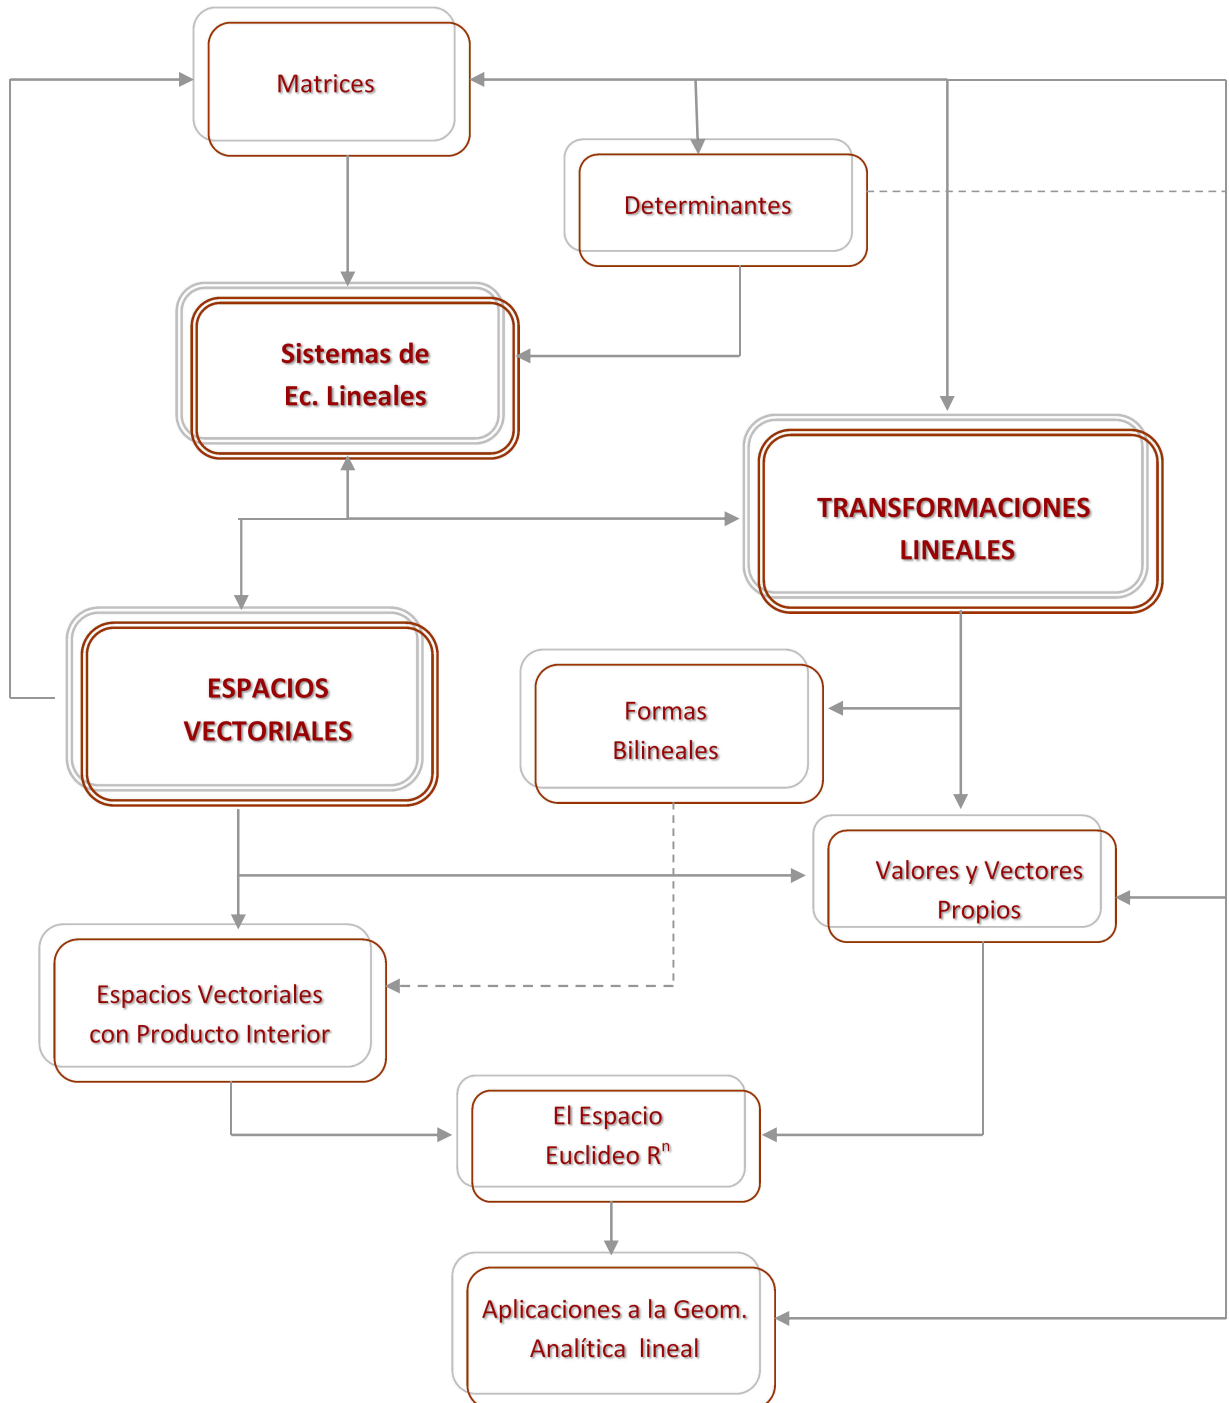 Matrices
Determinantes
Sistemas de
Ec. Lineales
TRANSFORMACIONES
LINEALES
ESPACIOS
VECTORIALES
Formas
Bilineales
Valores y Vectores
Propios
Espacios Vectoriales
con Producto Interior
El Espacio
Euclideo Rⁿ
Aplicaciones a la Geom.
Analítica lineal